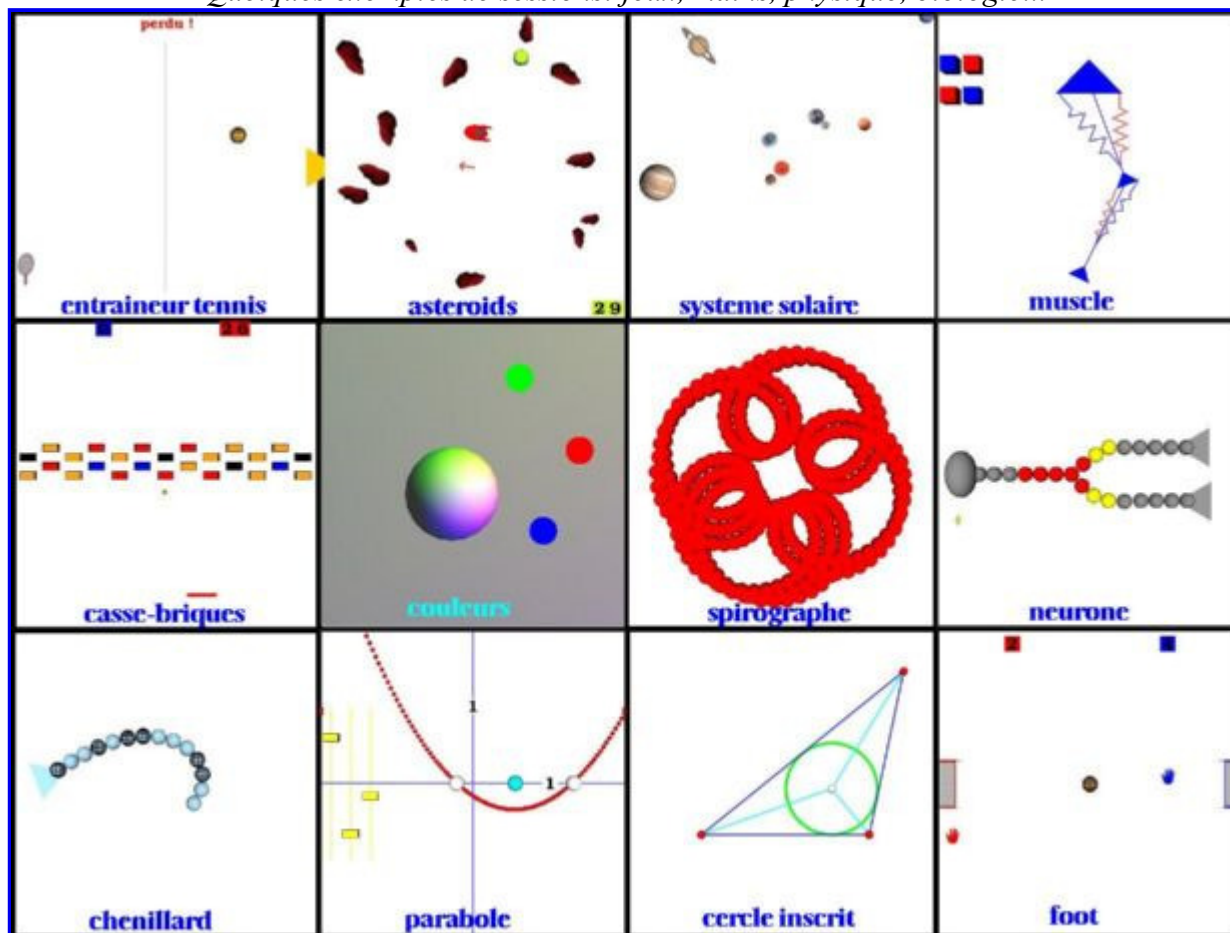 perdu !
entraineur tennis
asteroids
29
systeme solaire
muscle
20
casse-briques
couleurs
spirographe
neurone
chenillard
1
1
parabole
cercle inscrit
2
foot